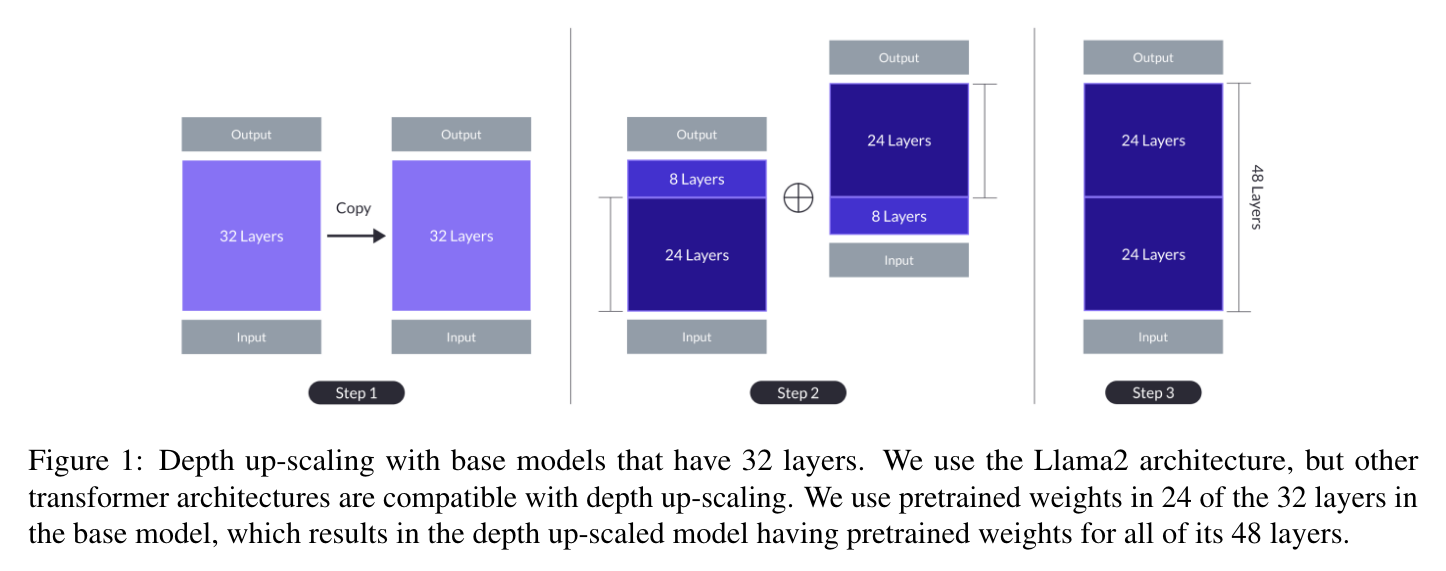 Output
32 Layers
Input
Copy
Output
32 Layers
Input
Step 1
Output
8 Layers
24 Layers
Input
Output
24 Layers
8 Layers
Input
Step 2
Output
24 Layers
24 Layers
Input
48 Layers
Step 3
Figure 1: Depth up-scaling with base models that have 32 layers. We use the Llama2 architecture, but other
transformer architectures are compatible with depth up-scaling. We use pretrained weights in 24 of the 32 layers in
the base model, which results in the depth up-scaled model having pretrained weights for all of its 48 layers.